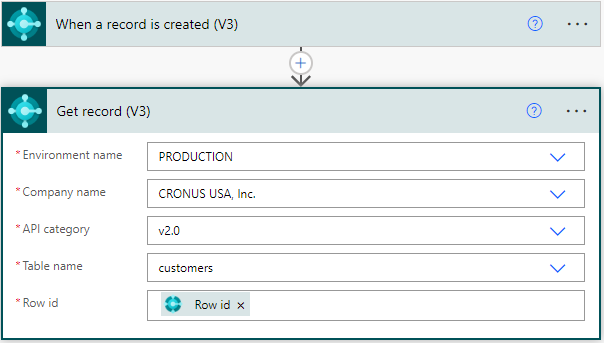 When a record is created (V3)
Get record (V3)
* Environment name PRODUCTION
* Company name CRONUS USA, Inc.
* API category v2.0
* Table name customers
* Row id Row id ×